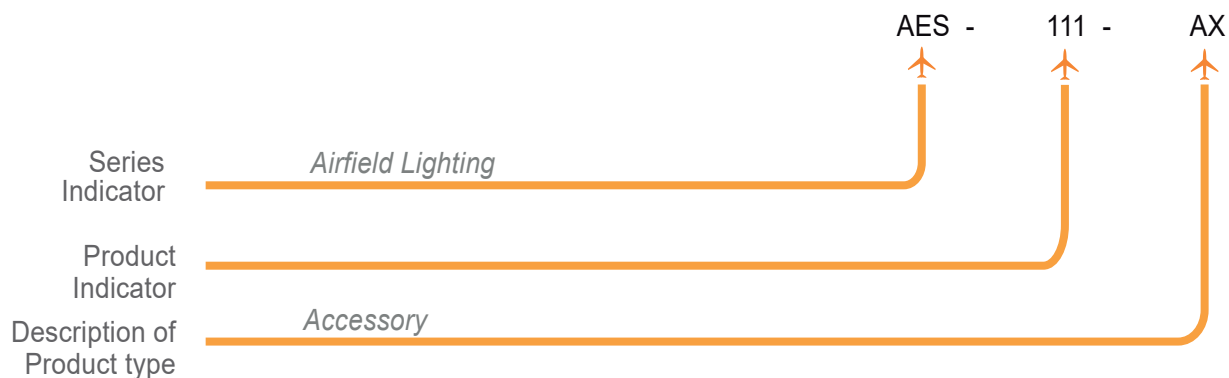 AES - 111 - AX
Series
Indicator
Airfield Lighting
Product
Indicator
Description of
Product type
Accessory